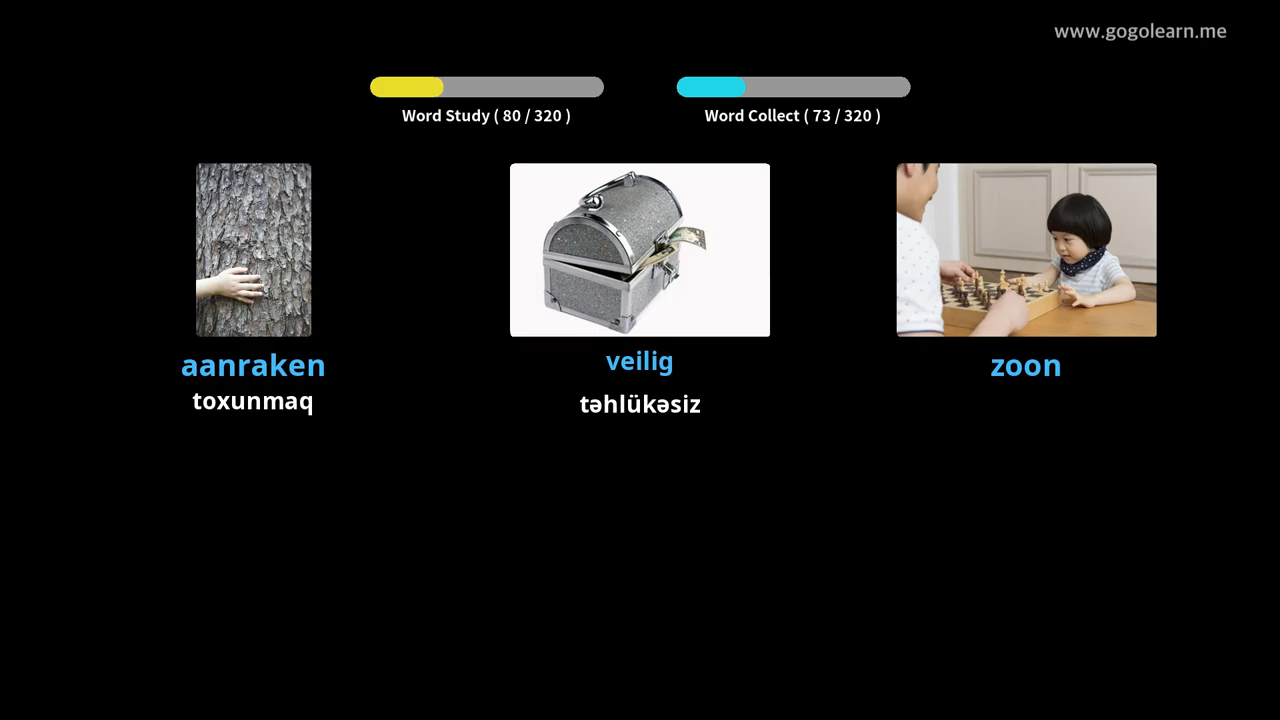 www.gogolearn.me
Word Study ( 80 / 320 )
Word Collect ( 73 / 320 )
aanraken
toxunmaq
veilig
təhlükəsiz
zoon